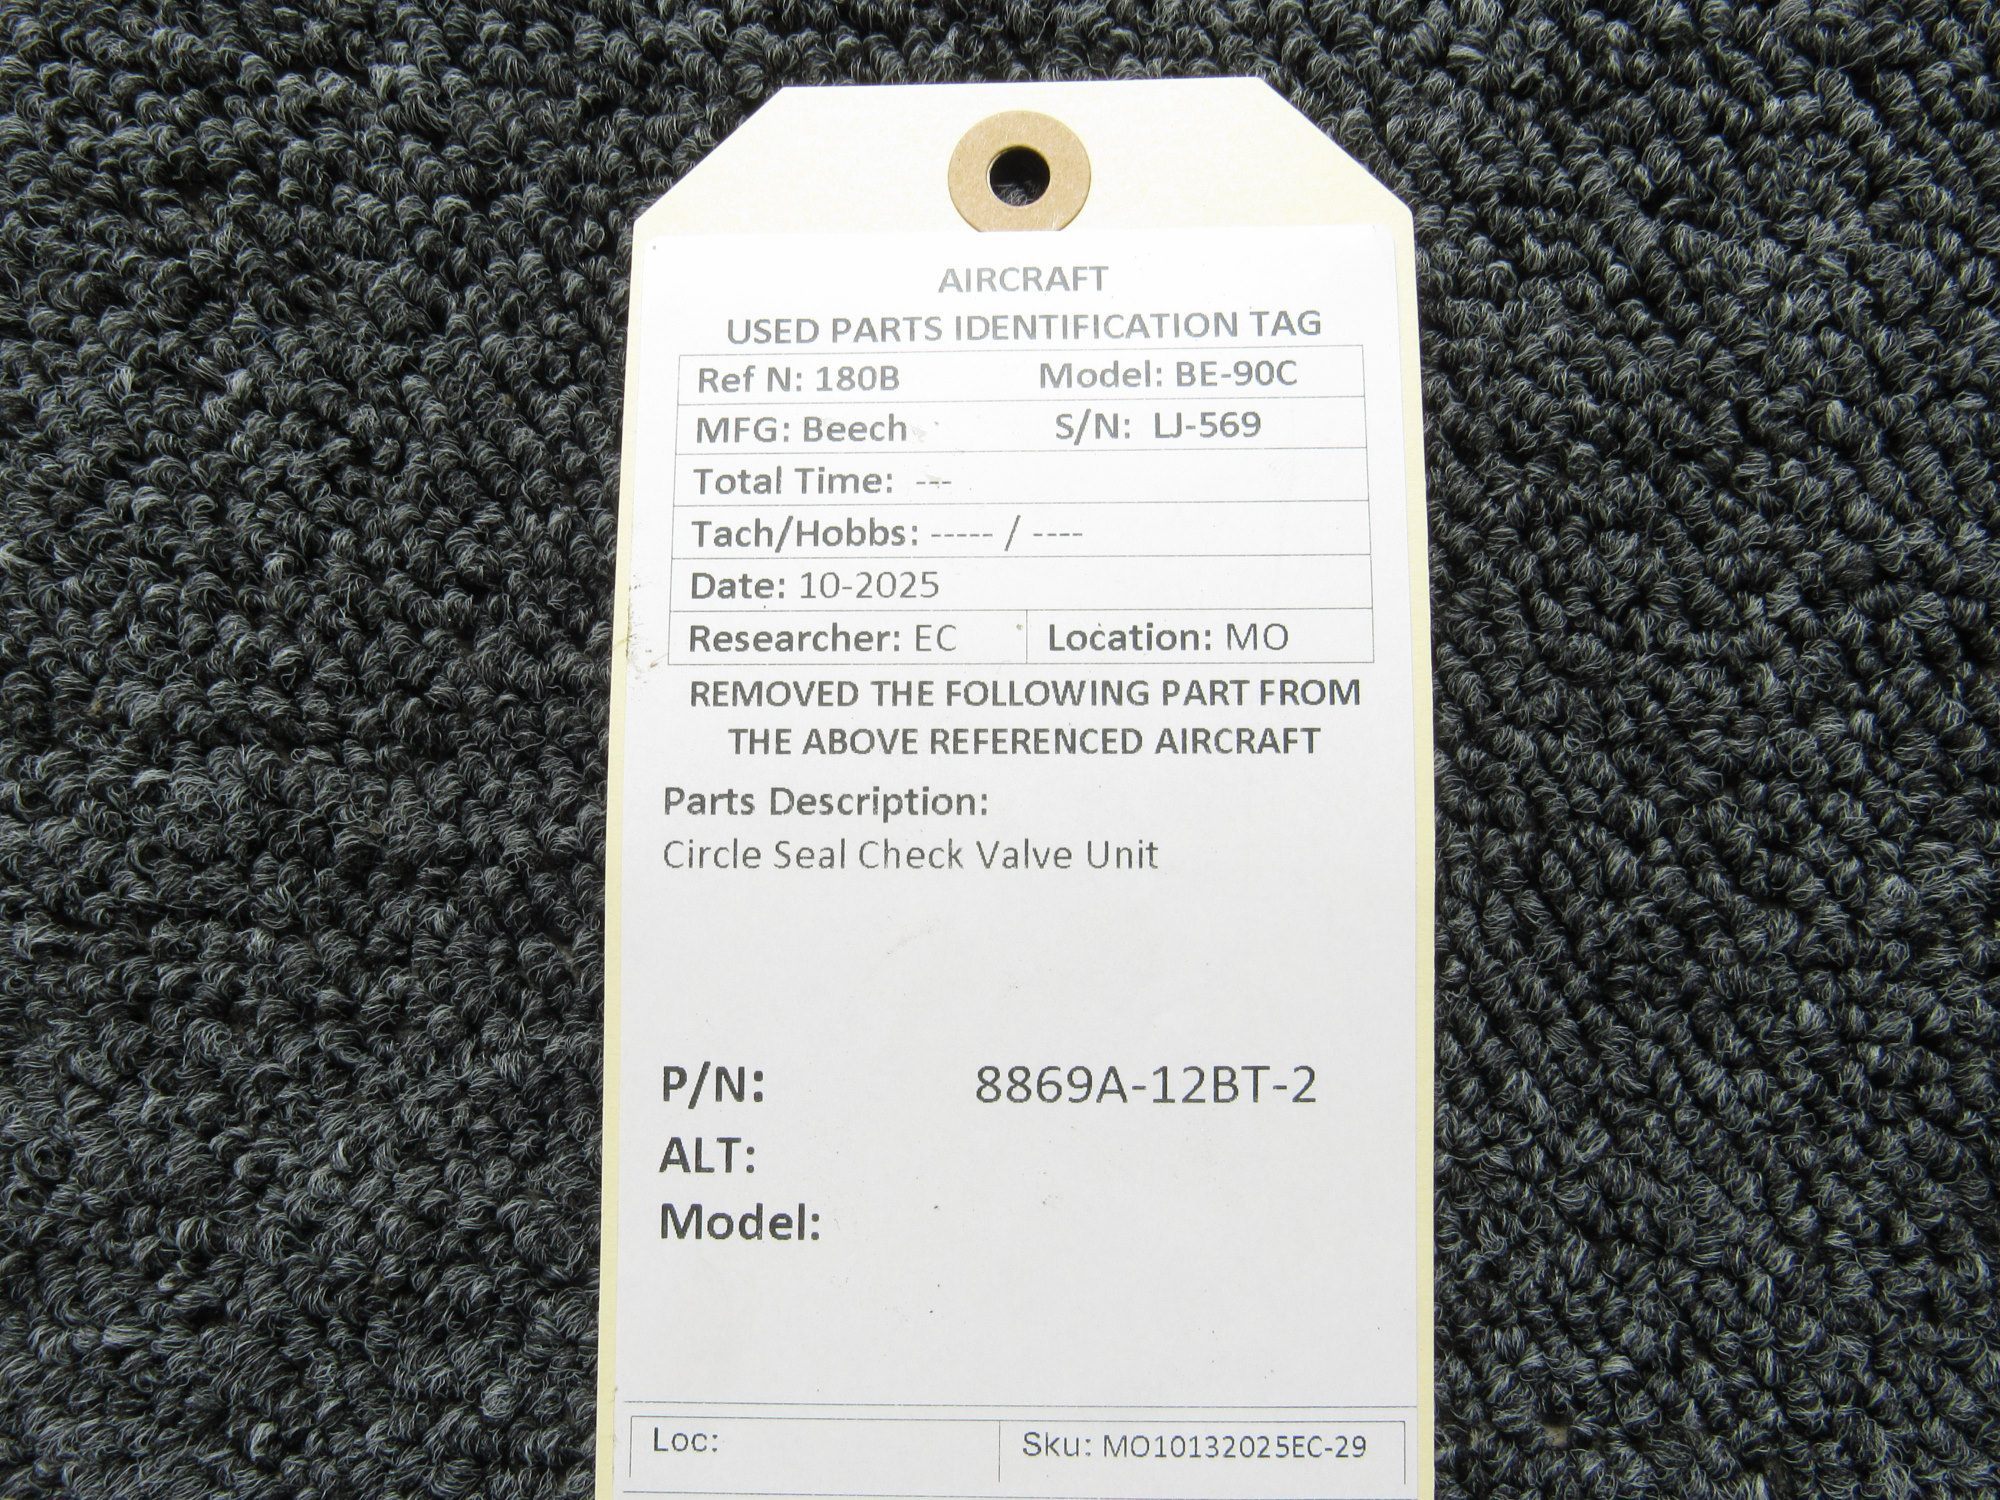 AIRCRAFT
USED PARTS IDENTIFICATION TAG
Ref N: 180B Model: BE-90C
MFG: Beech S/N: LJ-569
Total Time: ---
Tach/Hobbs: ----- / ----
Date: 10-2025
Researcher: EC Location: MO
REMOVED THE FOLLOWING PART FROM
THE ABOVE REFERENCED AIRCRAFT
Parts Description:
Circle Seal Check Valve Unit
P/N: 8869A-12BT-2
ALT:
Model:
Loc: Sku: MO10132025EC-29